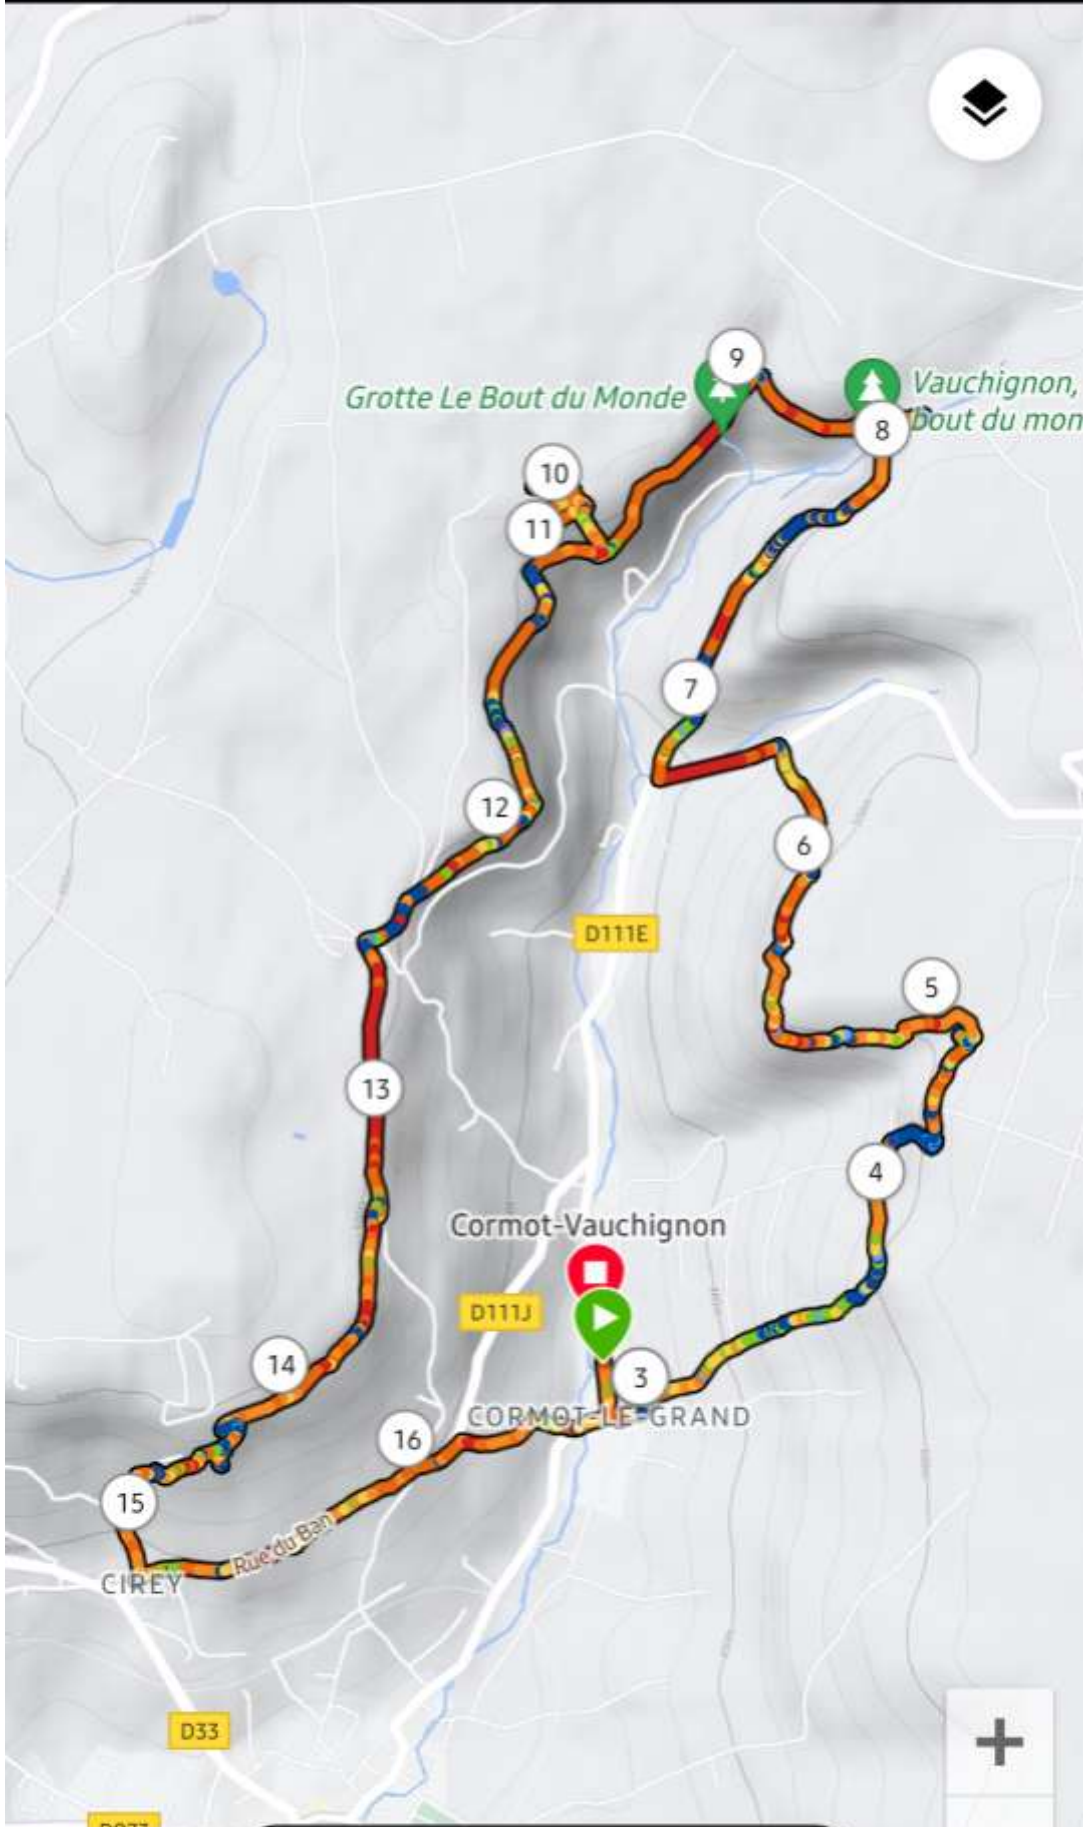 9
Grotte Le Bout du Monde
Vauchignon,
bout du mon
8
10
11
7
12
6
D111E
5
13
4
Cormot-Vauchignon
D111J
14
3
CORMOT-LE-GRAND
16
15
Rue du Ban
CIREY
D33